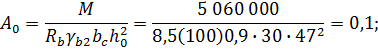 A₀ = M / (R_b γ_b2 b_c h₀²) = 5 060 000 / (8,5(100)0,9 · 30 · 47²) = 0,1;